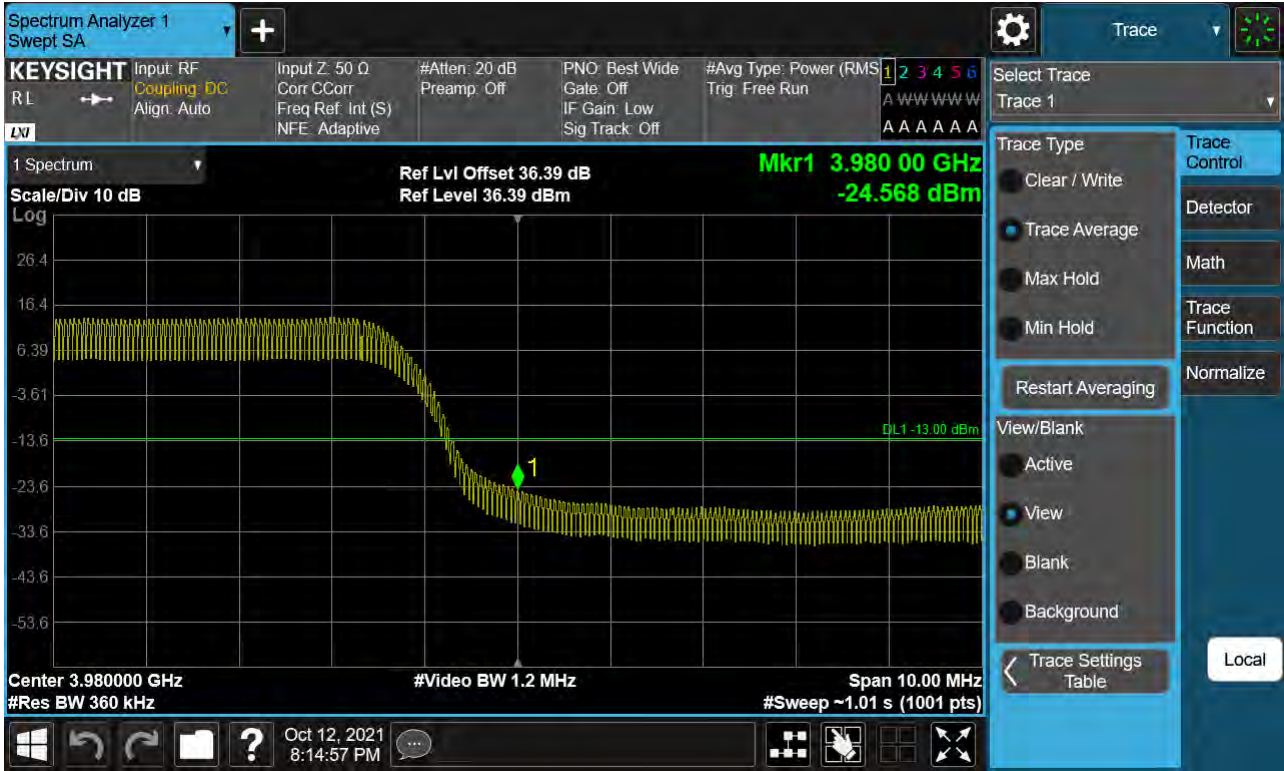 Spectrum Analyzer 1
Swept SA
+
Trace
KEYSIGHT
RL
LXI
Input: RF
Coupling: DC
Align: Auto
Input Z: 50 Ω
Corr CCorr
Freq Ref: Int (S)
NFE: Adaptive
#Atten: 20 dB
Preamp: Off
PNO: Best Wide
Gate: Off
IF Gain: Low
Sig Track: Off
#Avg Type: Power (RMS
Trig: Free Run
1 2 3 4 5 6
A W W W W W
A A A A A A
Select Trace
Trace 1
1 Spectrum
Scale/Div 10 dB
Log
Ref Lvl Offset 36.39 dB
Ref Level 36.39 dBm
Mkr1 3.980 00 GHz
-24.568 dBm
26.4
16.4
6.39
-3.61
-13.6
-23.6
-33.6
-43.6
-53.6
DL1 -13.00 dBm
1
Center 3.980000 GHz
#Res BW 360 kHz
#Video BW 1.2 MHz
Span 10.00 MHz
#Sweep ~1.01 s (1001 pts)
Trace Type
Clear / Write
Trace Average
Max Hold
Min Hold
Restart Averaging
View/Blank
Active
View
Blank
Background
Trace Settings
Table
Trace
Control
Detector
Math
Trace
Function
Normalize
Local
?
Oct 12, 2021
8:14:57 PM